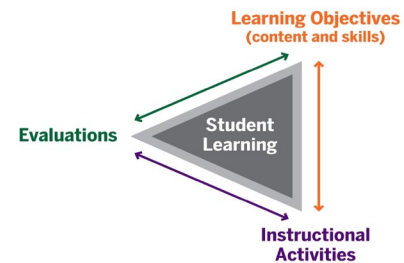 Learning Objectives
(content and skills)
Student
Learning
Evaluations
Instructional
Activities